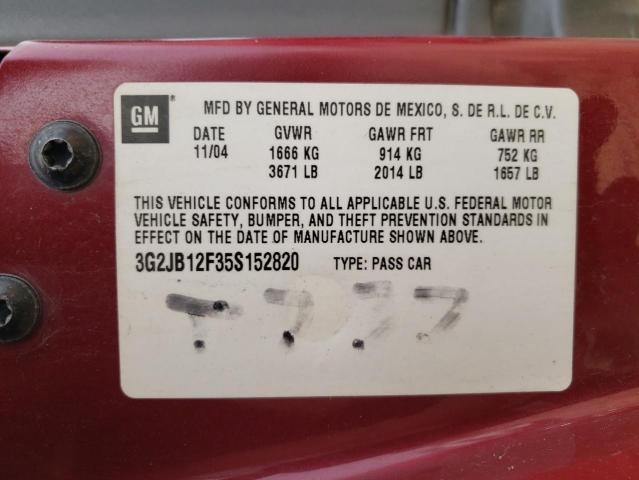 GM® MFD BY GENERAL MOTORS DE MEXICO, S. DE R.L. DE C.V.
DATE GVWR GAWR FRT GAWR RR
11/04 1666 KG 914 KG 752 KG
3671 LB 2014 LB 1657 LB
THIS VEHICLE CONFORMS TO ALL APPLICABLE U.S. FEDERAL MOTOR
VEHICLE SAFETY, BUMPER, AND THEFT PREVENTION STANDARDS IN
EFFECT ON THE DATE OF MANUFACTURE SHOWN ABOVE.
3G2JB12F35S152820 TYPE: PASS CAR